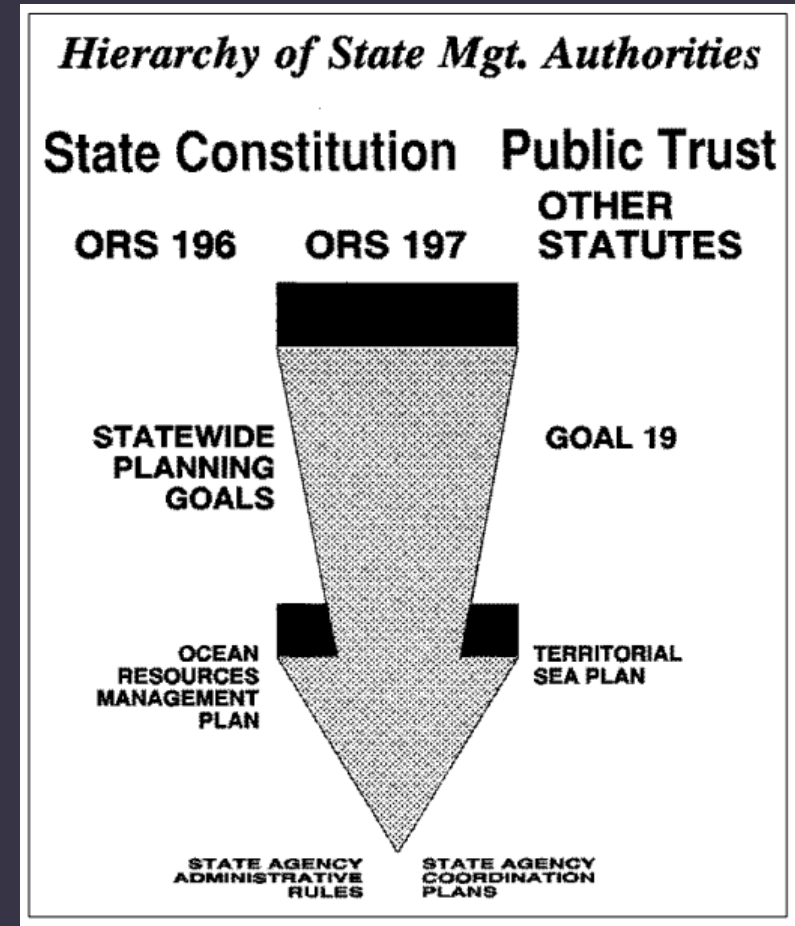 Hierarchy of State Mgt. Authorities
State Constitution Public Trust
ORS 196 ORS 197 OTHER
STATUTES
STATEWIDE
PLANNING
GOALS
GOAL 19
OCEAN
RESOURCES
MANAGEMENT
PLAN
TERRITORIAL
SEA PLAN
STATE AGENCY
ADMINISTRATIVE
RULES
STATE AGENCY
COORDINATION
PLANS